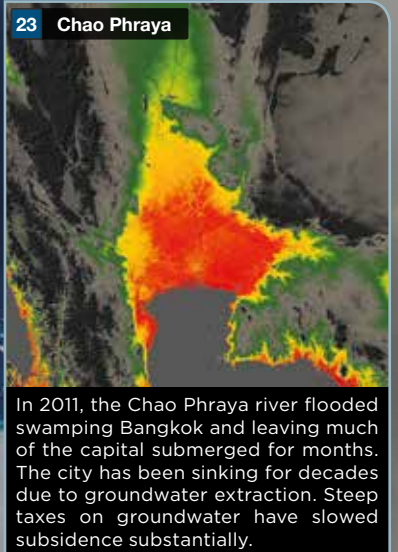 23 Chao Phraya
In 2011, the Chao Phraya river flooded
swamping Bangkok and leaving much
of the capital submerged for months.
The city has been sinking for decades
due to groundwater extraction. Steep
taxes on groundwater have slowed
subsidence substantially.